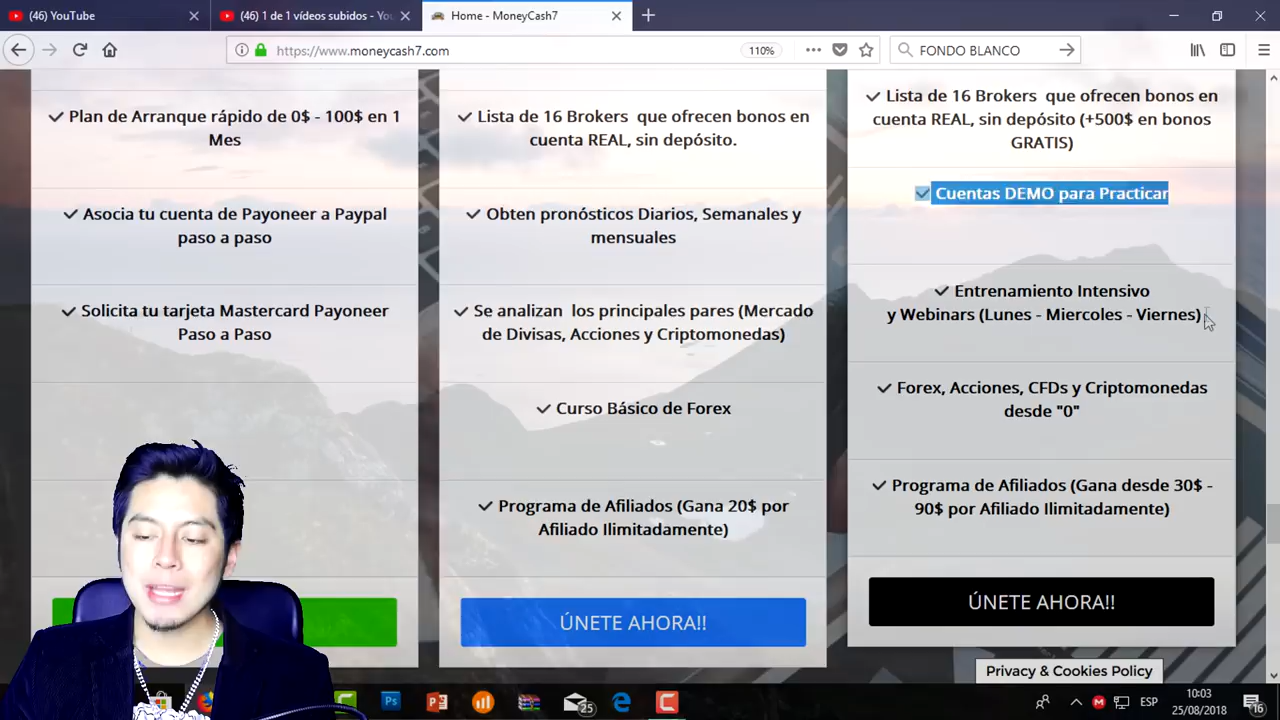 (46) YouTube
(46) 1 de 1 vídeos subidos - You
Home - MoneyCash7
https://www.moneycash7.com
110%
FONDO BLANCO
Plan de Arranque rápido de 0$ - 100$ en 1
Mes
Asocia tu cuenta de Payoneer a Paypal
paso a paso
Solicita tu tarjeta Mastercard Payoneer
Paso a Paso
Lista de 16 Brokers que ofrecen bonos en
cuenta REAL, sin depósito.
Obten pronósticos Diarios, Semanales y
mensuales
Se analizan los principales pares (Mercado
de Divisas, Acciones y Criptomonedas)
Curso Básico de Forex
Programa de Afiliados (Gana 20$ por
Afiliado Ilimitadamente)
ÚNETE AHORA!!
Lista de 16 Brokers que ofrecen bonos en
cuenta REAL, sin depósito (+500$ en bonos
GRATIS)
Cuentas DEMO para Practicar
Entrenamiento Intensivo
y Webinars (Lunes - Miercoles - Viernes)
Forex, Acciones, CFDs y Criptomonedas
desde "0"
Programa de Afiliados (Gana desde 30$ -
90$ por Afiliado Ilimitadamente)
ÚNETE AHORA!!
Privacy & Cookies Policy
25
ESP
10:03
25/08/2018
16